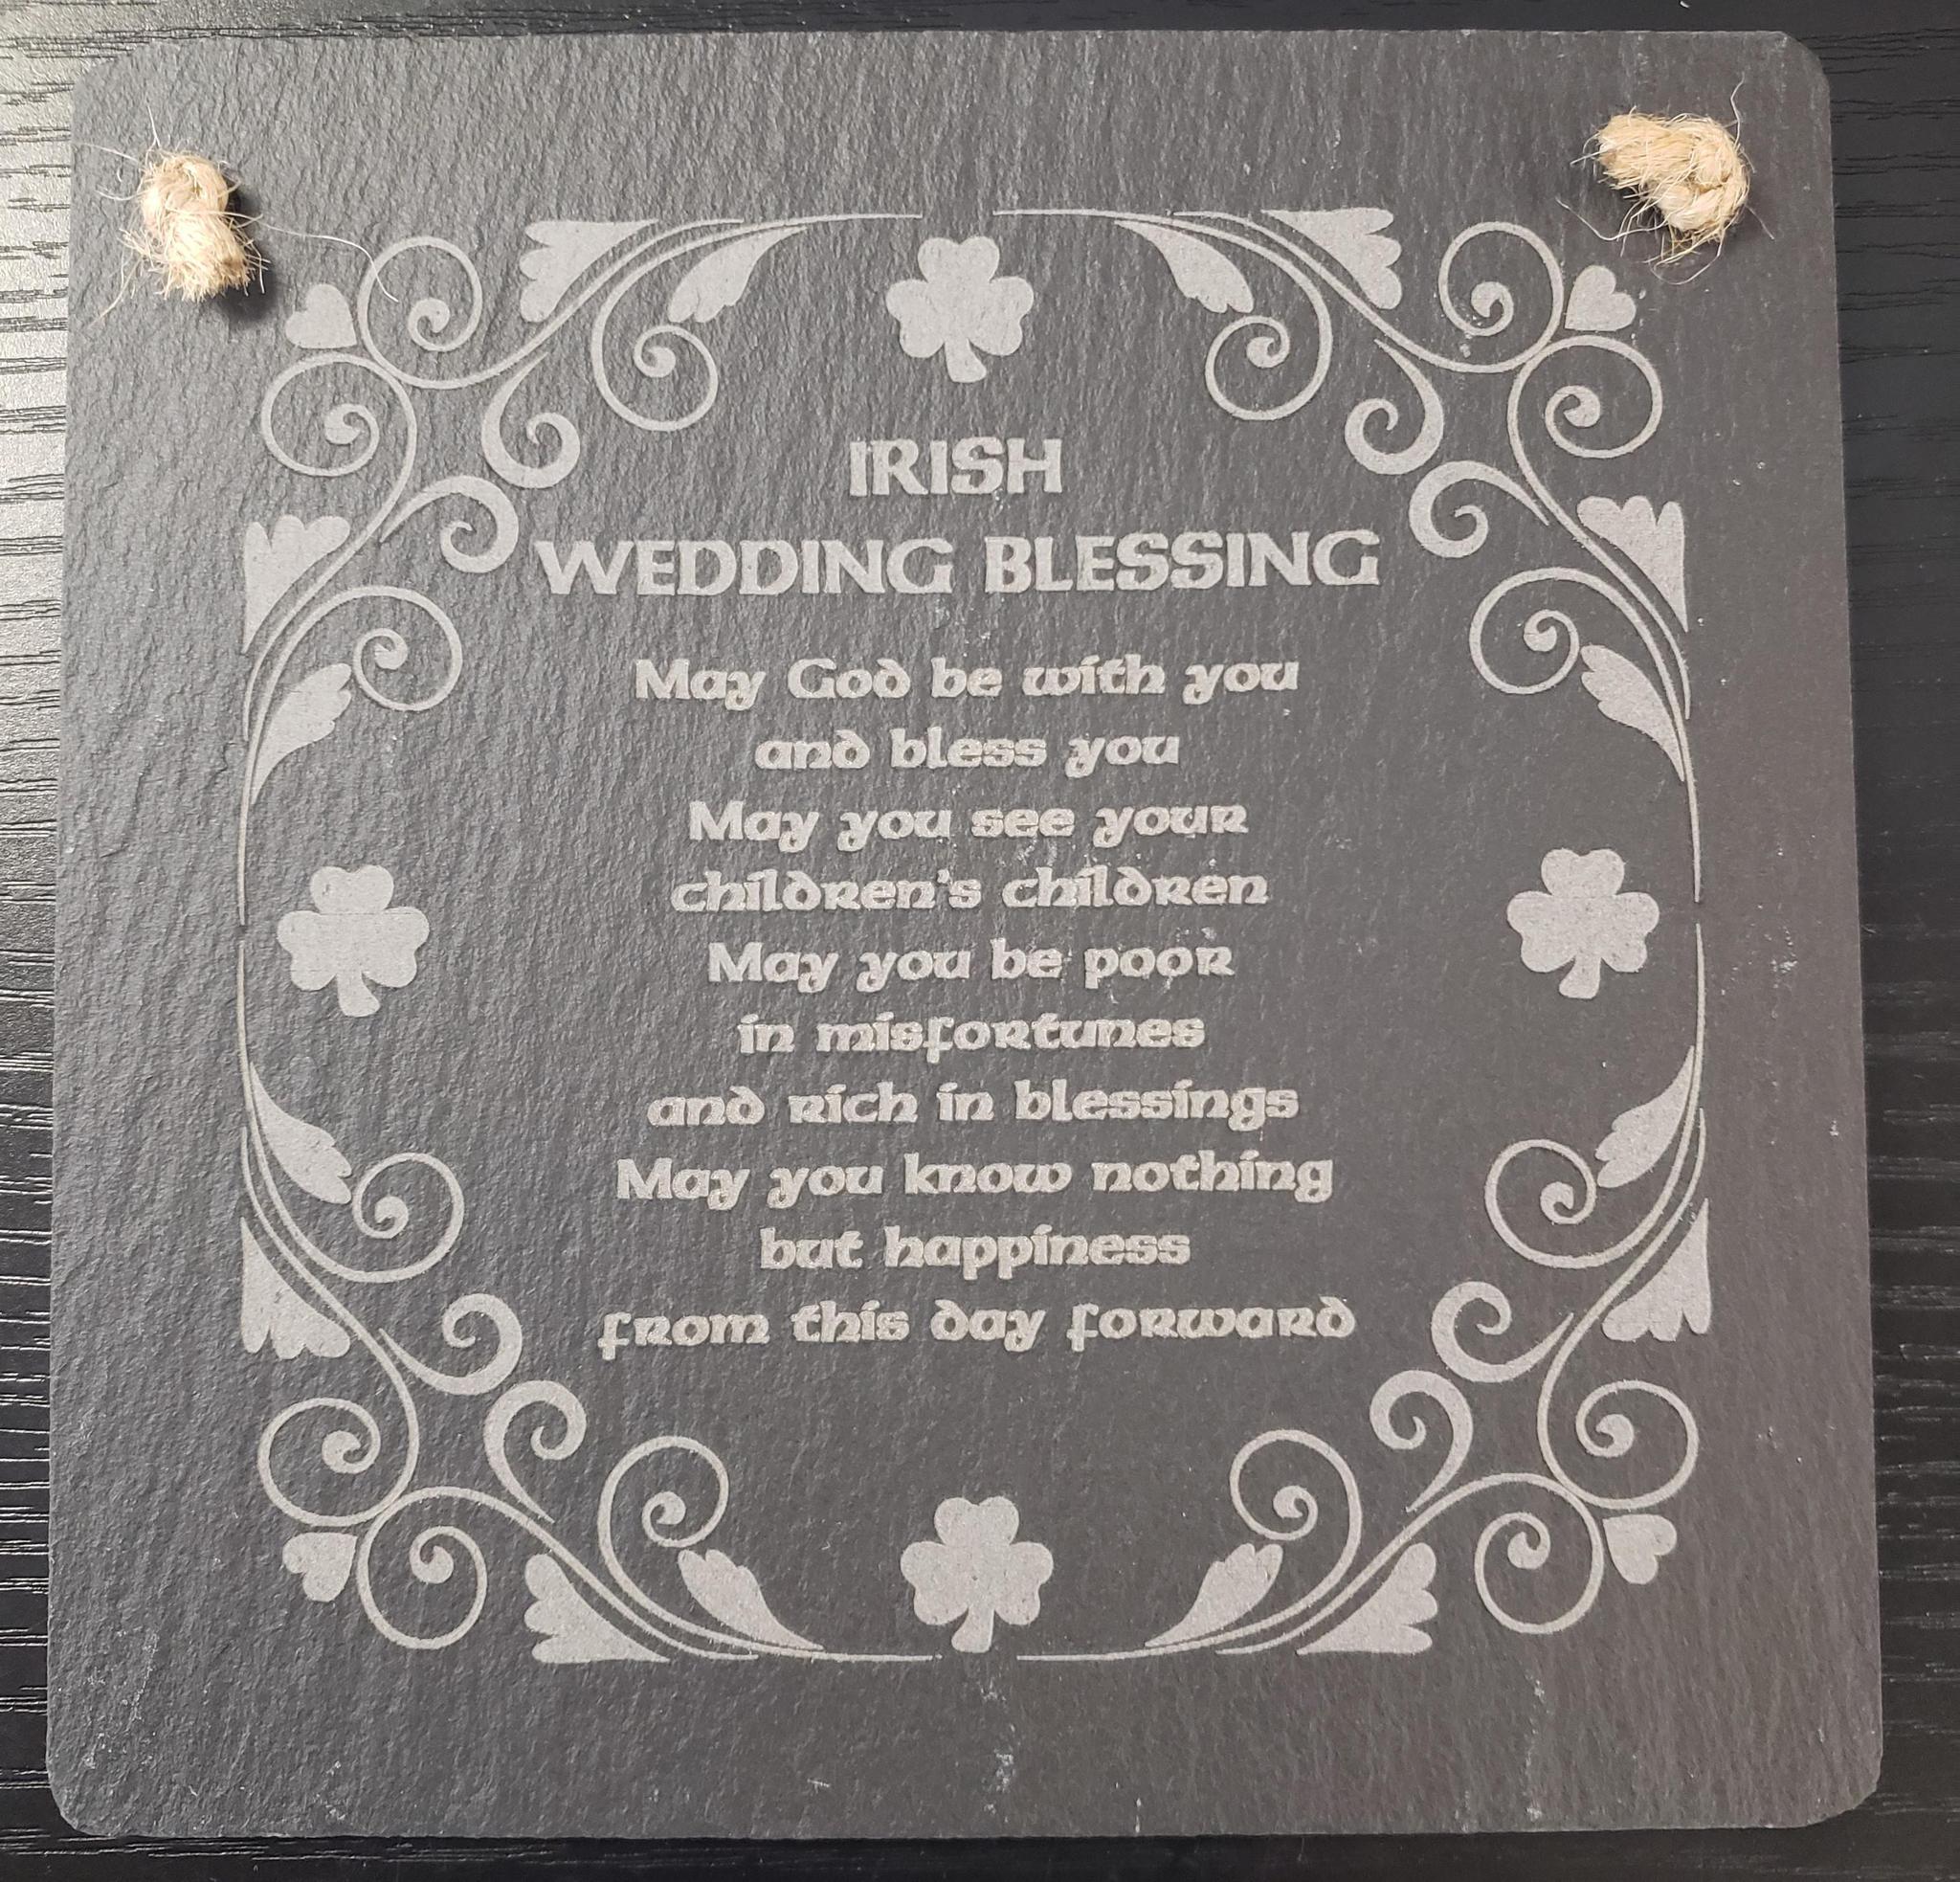 IRISH
WEDDING BLESSING
May God be with you
and bless you
May you see your
children's children
May you be poor
in misfortunes
and rich in blessings
May you know nothing
but happiness
from this day forward